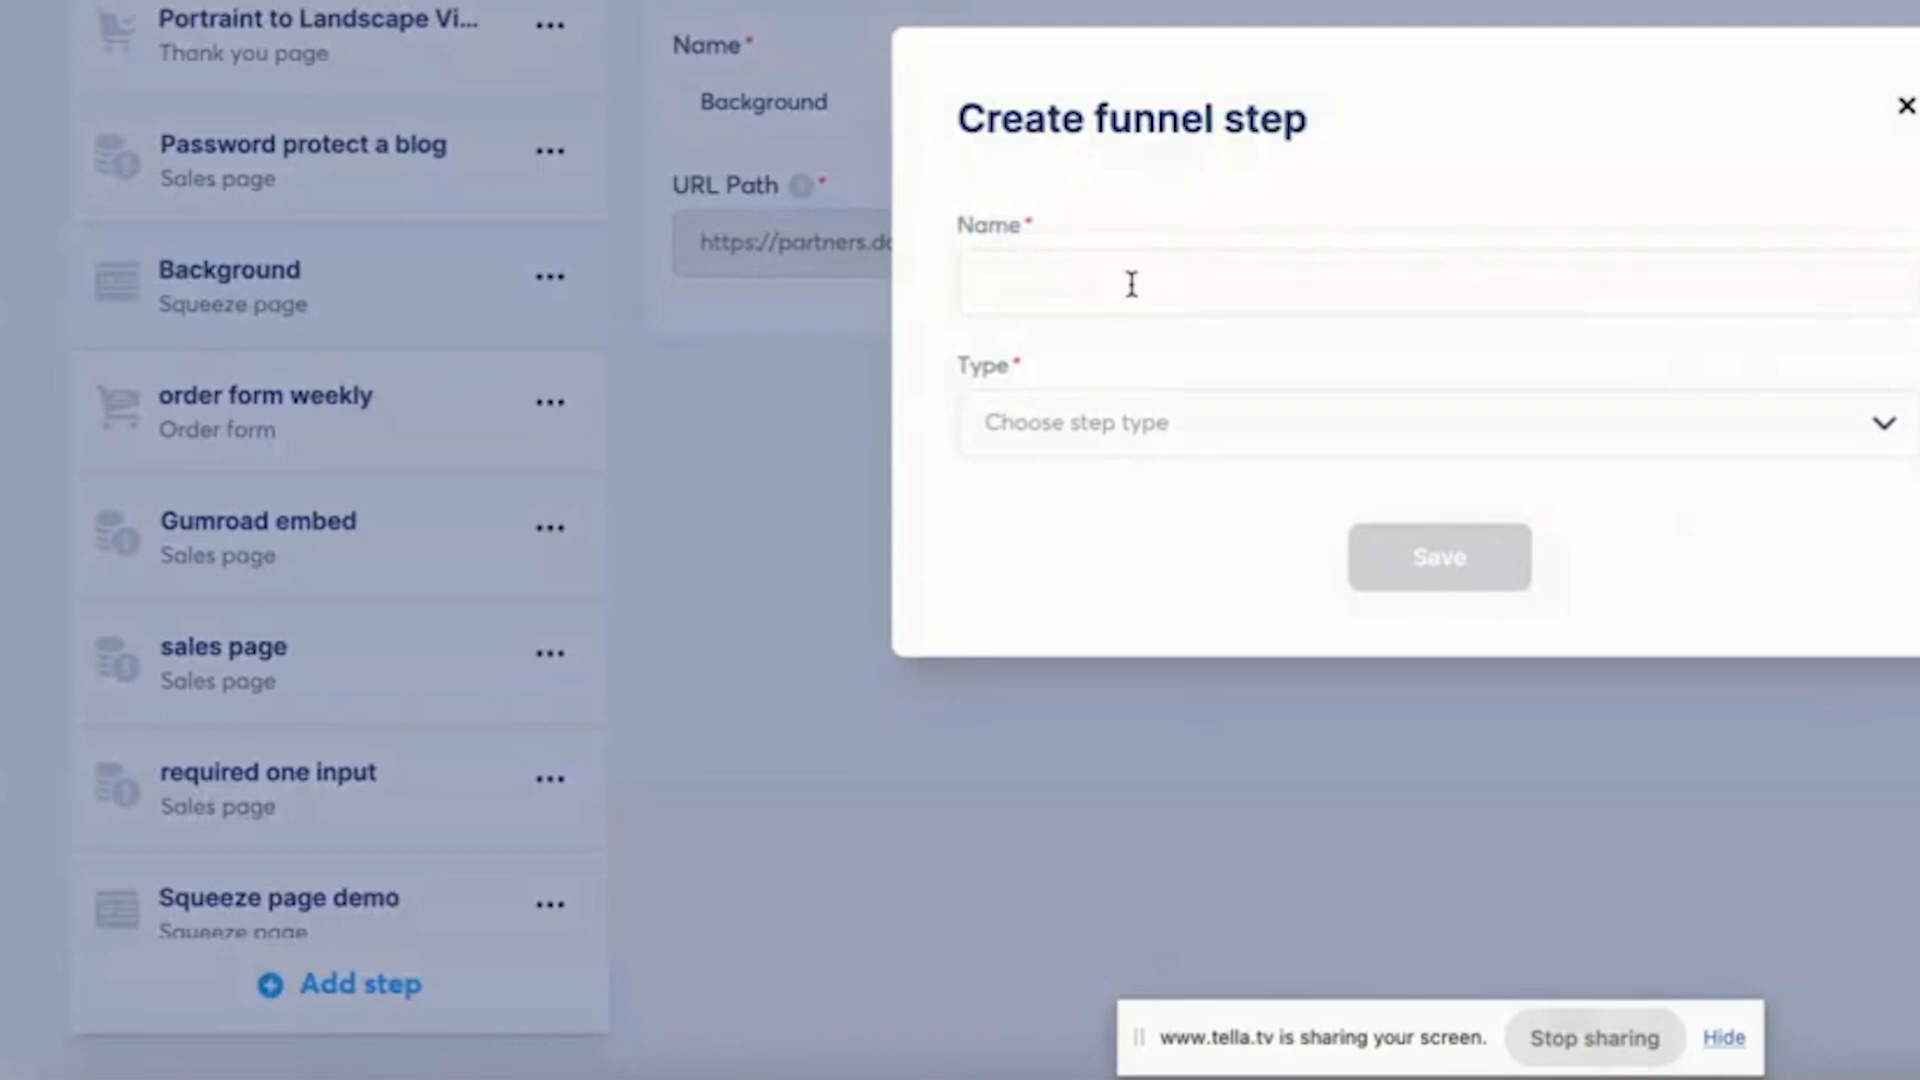 Portraint to Landscape Vi...
Thank you page
Password protect a blog
Sales page
Background
Squeeze page
order form weekly
Order form
Gumroad embed
Sales page
sales page
Sales page
required one input
Sales page
Squeeze page demo
Squeeze page
Add step
Name*
Background
URL Path *
https://partners.do
Create funnel step
Name*
Type*
Choose step type
Save
www.tella.tv is sharing your screen.
Stop sharing
Hide